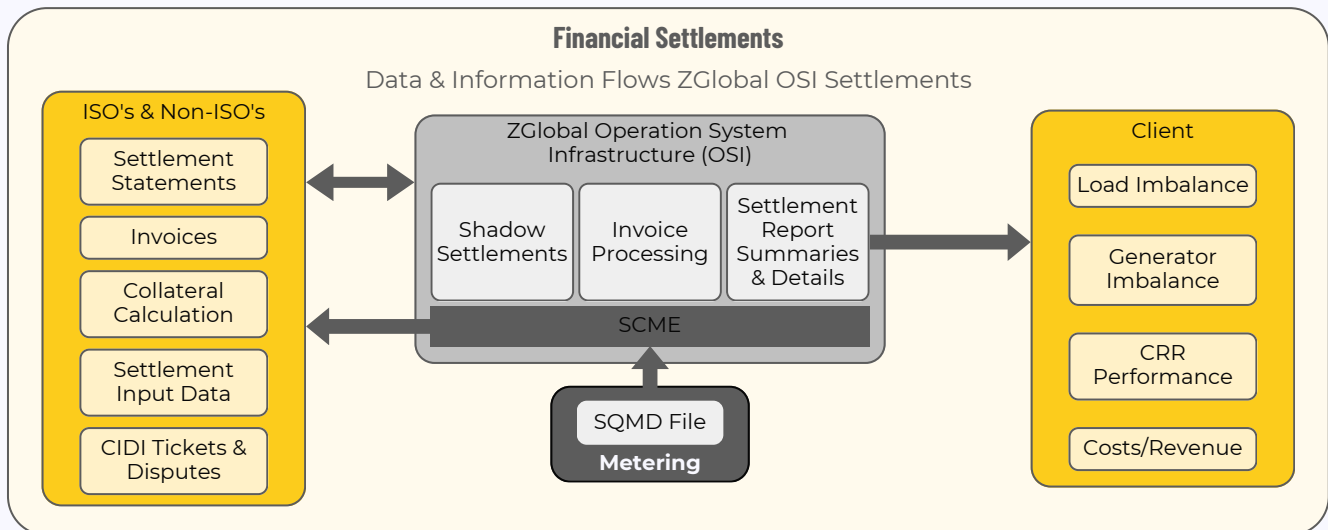 Financial Settlements
Data & Information Flows ZGlobal OSI Settlements
ISO's & Non-ISO's
Settlement
Statements
Invoices
Collateral
Calculation
Settlement
Input Data
CIDI Tickets &
Disputes
ZGlobal Operation System
Infrastructure (OSI)
Shadow
Settlements
Invoice
Processing
Settlement
Report
Summaries
& Details
SCME
SQMD File
Metering
Client
Load Imbalance
Generator
Imbalance
CRR
Performance
Costs/Revenue